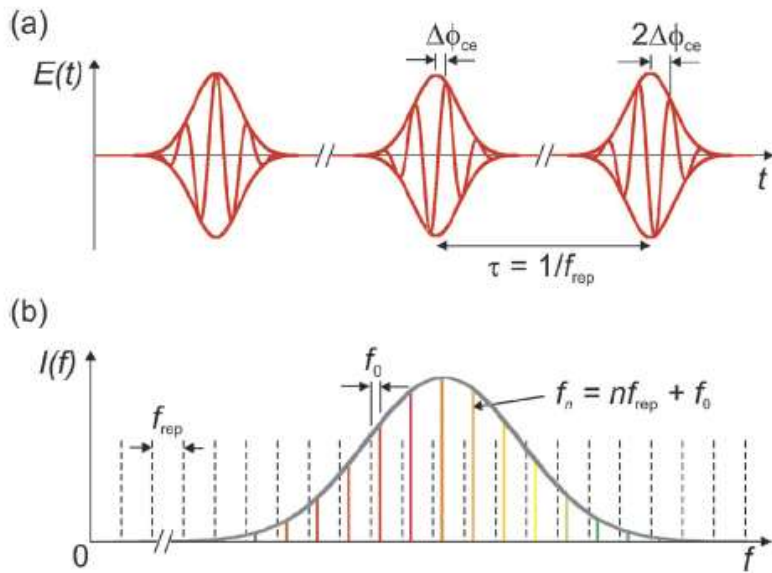 (a)
Δϕce 2Δϕce
E(t)
t
τ = 1/frep
(b)
I(f)
f0
fn = nfrep + f0
frep
0
f